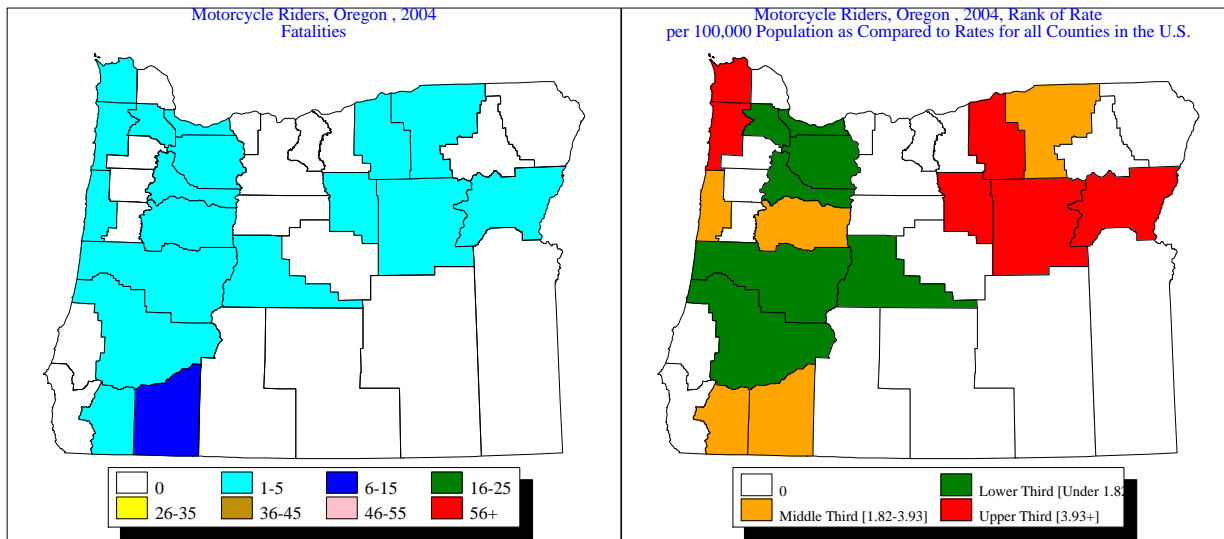 Motorcycle Riders, Oregon , 2004
Fatalities
0
1-5
6-15
16-25
26-35
36-45
46-55
56+
Motorcycle Riders, Oregon , 2004, Rank of Rate
per 100,000 Population as Compared to Rates for all Counties in the U.S.
0
Lower Third [Under 1.82
Middle Third [1.82-3.93]
Upper Third [3.93+]